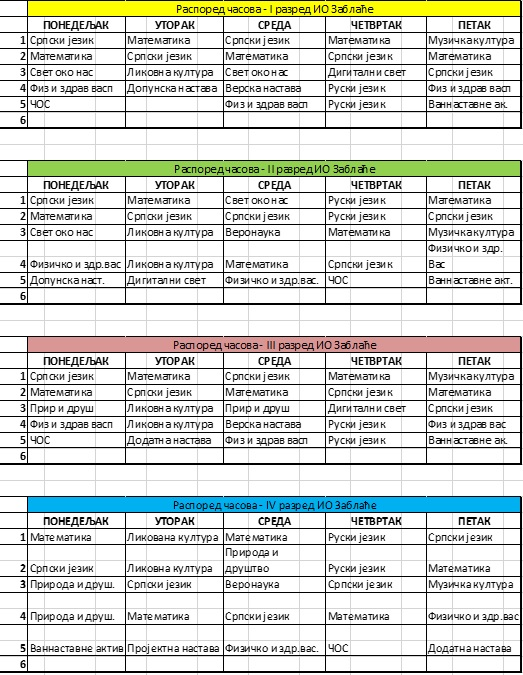 Распоред часова - I разред ИО Заблаће
ПОНЕДЕЉАК УТОРАК СРЕДА ЧЕТВРТАК ПЕТАК
1 Српски језик Математика Српски језик Математика Музичка култура
2 Математика Српски језик Математика Српски језик Математика
3 Свет око нас Ликовна култура Свет око нас Дигитални свет Српски језик
4 Физ и здрав васп Допунска настава Верска настава Руски језик Физ и здрав васп
5 ЧОС Физ и здрав васп Руски језик Ваннаставне ак.
6
Распоред часова - II разред ИО Заблаће
ПОНЕДЕЉАК УТОРАК СРЕДА ЧЕТВРТАК ПЕТАК
1 Српски језик Математика Свет око нас Руски језик Математика
2 Математика Српски језик Српски језик Руски језик Српски језик
3 Свет око нас Ликовна култура Веронаука Математика Музичка култура
Физичко и здр.
4 Физичко и здр.вас Ликовна култура Математика Српски језик Вас
5 Допунска наст. Дигитални свет Физичко и здр.вас. ЧОС Ваннаставне акт.
6
Распоред часова - III разред ИО Заблаће
ПОНЕДЕЉАК УТОРАК СРЕДА ЧЕТВРТАК ПЕТАК
1 Српски језик Математика Српски језик Математика Музичка култура
2 Математика Српски језик Математика Српски језик Математика
3 Прир и друш Ликовна култура Прир и друш Дигитални свет Српски језик
4 Физ и здрав васп Ликовна култура Верска настава Руски језик Физ и здрав вас
5 ЧОС Додатна настава Физ и здрав васп Руски језик Ваннаставне ак.
6
Распоред часова - IV разред ИО Заблаће
ПОНЕДЕЉАК УТОРАК СРЕДА ЧЕТВРТАК ПЕТАК
1 Математика Ликована култура Математика Руски језик Српски језик
Природа и
2 Српски језик Ликовна култура друштво Руски језик Математика
3 Природа и друш. Српски језик Веронаука Српски језик Музичка култура
4 Природа и друш. Математика Српски језик Математика Физичко и здр.вас
5 Ваннаставне актив Пројектна настава Физичко и здр.вас. ЧОС Додатна настава
6